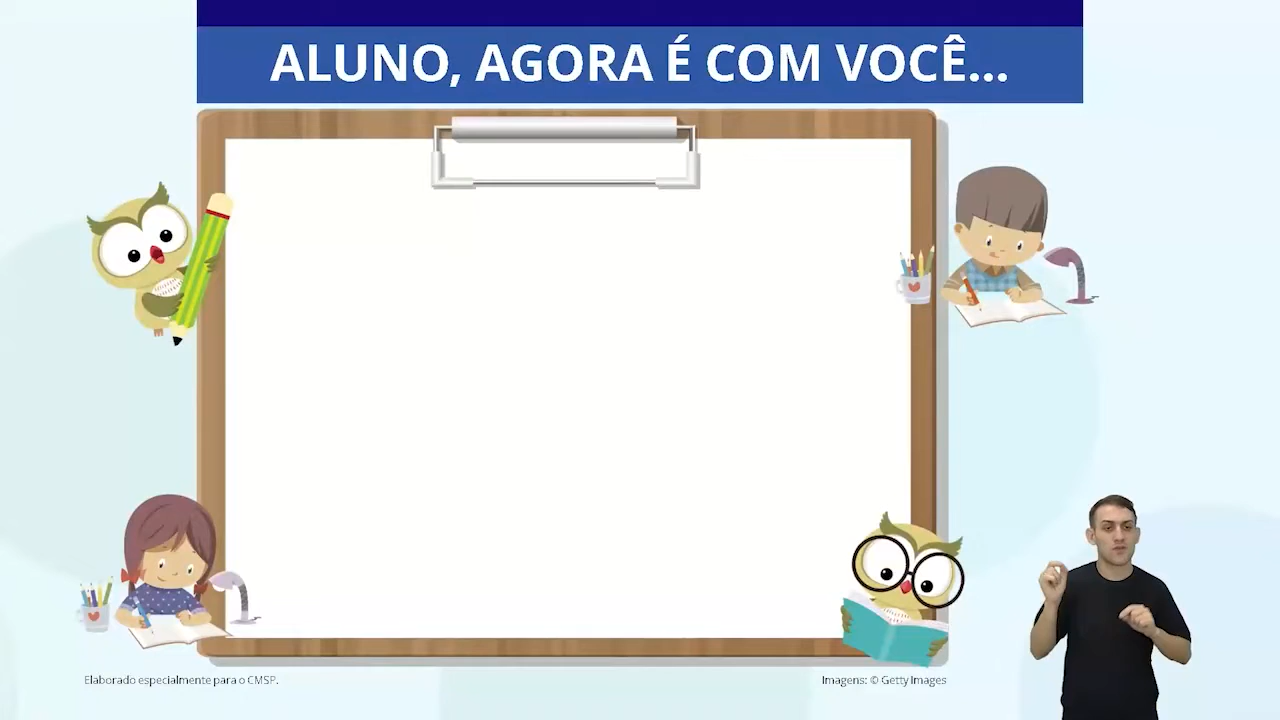 ALUNO, AGORA É COM VOCÊ...
Elaborado especialmente para o CMSP.
Imagens: © Getty Images